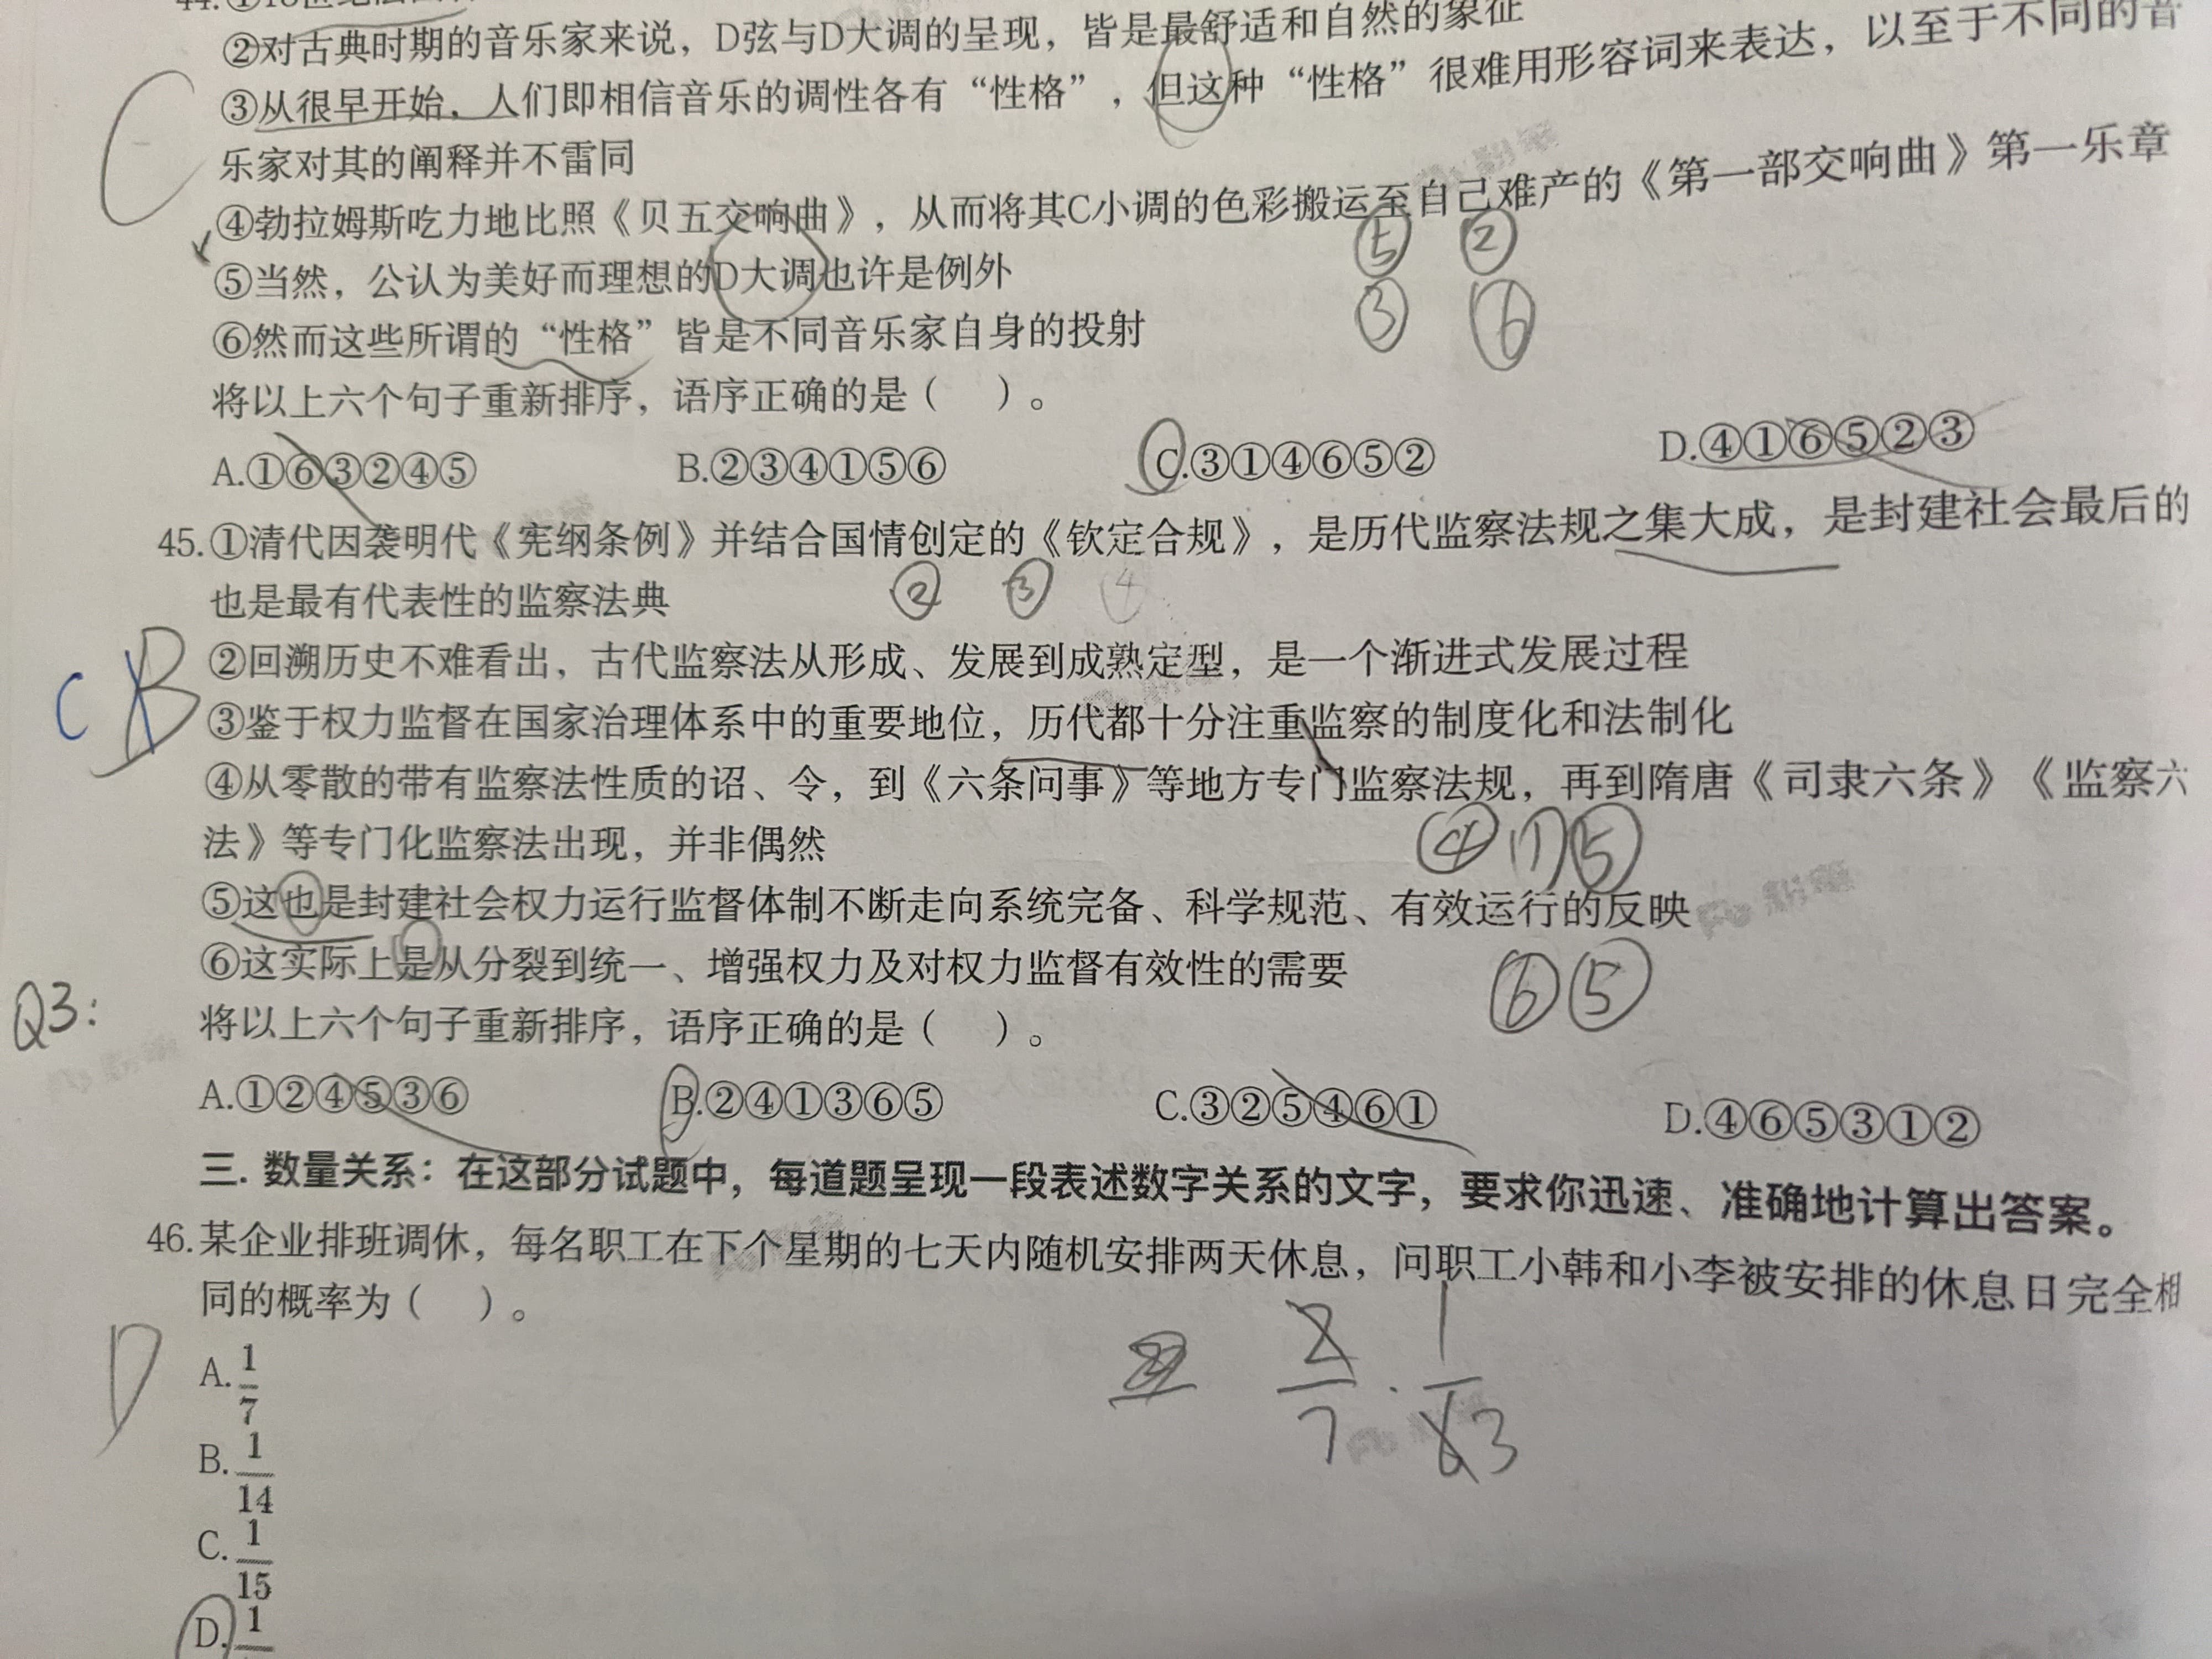 ②对古典时期的音乐家来说，D弦与D大调的呈现，皆是最舒适和自然的象征
③从很早开始，人们即相信音乐的调性各有“性格”，但这种“性格”很难用形容词来表达，以至于不同的音
乐家对其的阐释并不雷同
④勃拉姆斯吃力地比照《贝五交响曲》，从而将其C小调的色彩搬运至自己难产的《第一部交响曲》第一乐章
⑤ ②
⑤当然，公认为美好而理想的D大调也许是例外
③ ⑥
⑥然而这些所谓的“性格”皆是不同音乐家自身的投射
将以上六个句子重新排序，语序正确的是（ ）。
A.①⑥③②④⑤ B.②③④①⑤⑥ C.③①④⑥⑤② D.④①⑥⑤②③
C
45.①清代因袭明代《宪纲条例》并结合国情创定的《钦定合规》，是历代监察法规之集大成，是封建社会最后的
也是最有代表性的监察法典
② ③ ④
②回溯历史不难看出，古代监察法从形成、发展到成熟定型，是一个渐进式发展过程
C B
③鉴于权力监督在国家治理体系中的重要地位，历代都十分注重监察的制度化和法制化
④从零散的带有监察法性质的诏、令，到《六条问事》等地方专门监察法规，再到隋唐《司隶六条》《监察六
法》等专门化监察法出现，并非偶然
④①⑤
⑤这也是封建社会权力运行监督体制不断走向系统完备、科学规范、有效运行的反映
⑥这实际上是从分裂到统一、增强权力及对权力监督有效性的需要
⑥⑤
Q3:
将以上六个句子重新排序，语序正确的是（ ）。
A.①②④⑤③⑥ B.②④①③⑥⑤ C.③②⑤④⑥① D.④⑥⑤③①②
三. 数量关系：在这部分试题中，每道题呈现一段表述数字关系的文字，要求你迅速、准确地计算出答案。
46.某企业排班调休，每名职工在下个星期的七天内随机安排两天休息，问职工小韩和小李被安排的休息日完全相
同的概率为（ ）。
D
2/7 · 1/6 3
A. 1/7
B. 1/14
C. 1/15
D. 1